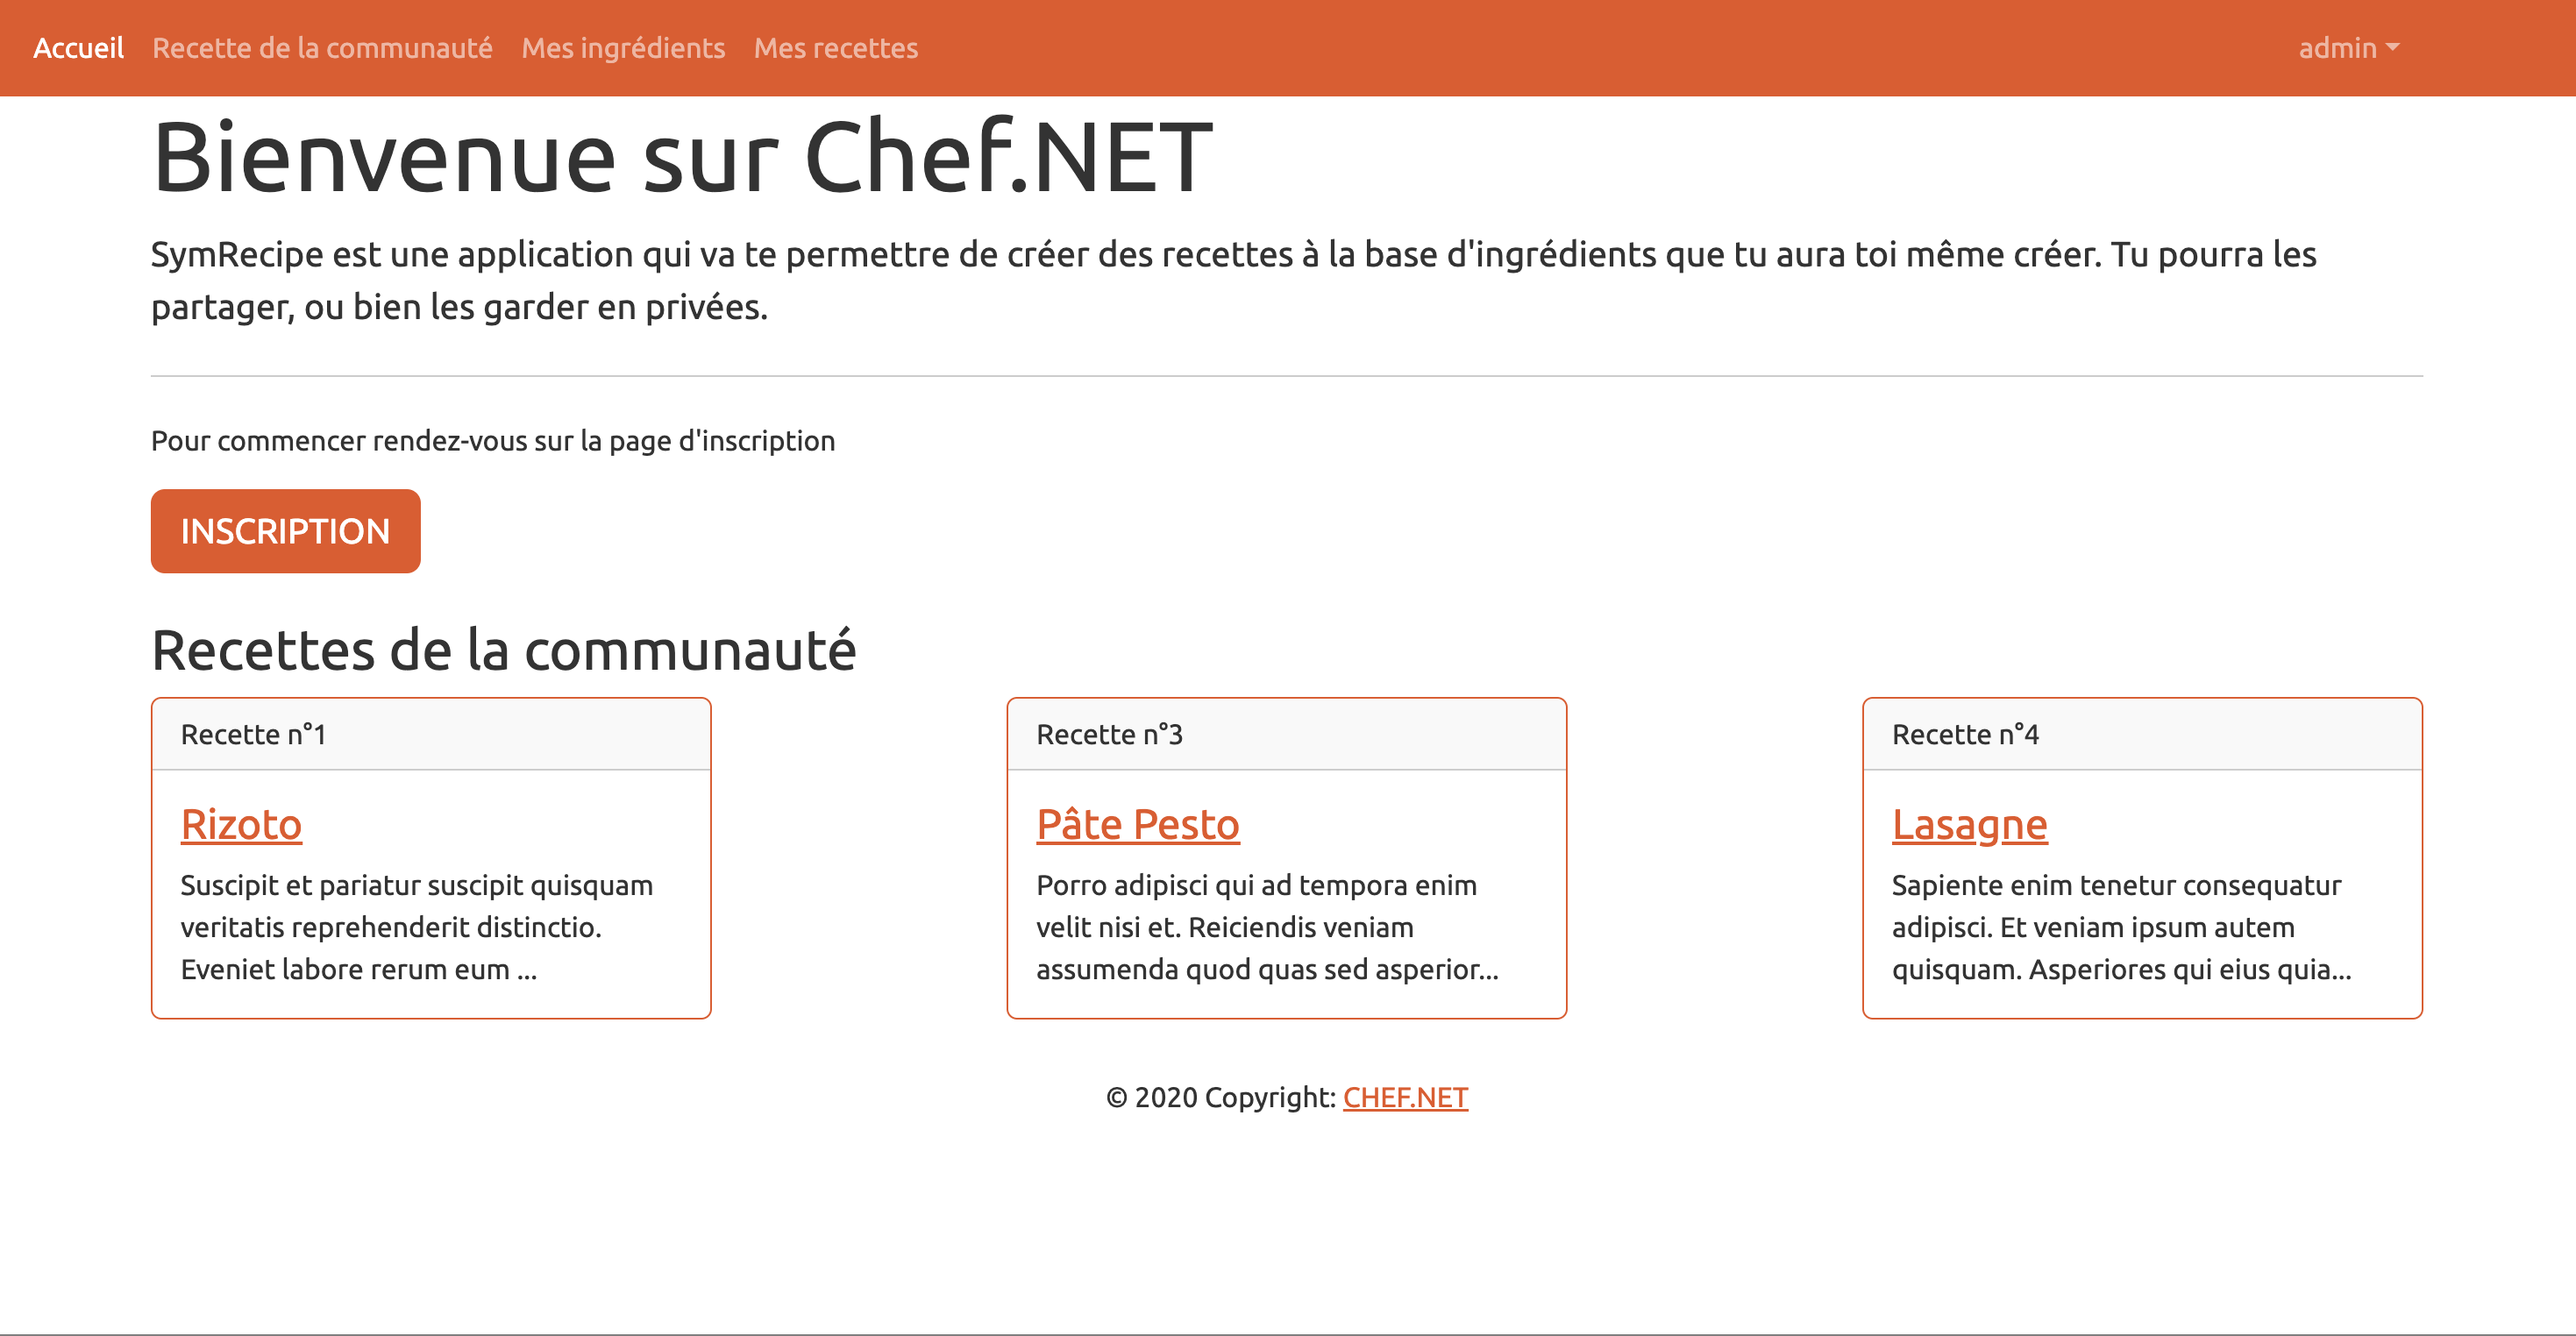 Accueil Recette de la communauté Mes ingrédients Mes recettes admin
Bienvenue sur Chef.NET
SymRecipe est une application qui va te permettre de créer des recettes à la base d'ingrédients que tu aura toi même créer. Tu pourra les
partager, ou bien les garder en privées.
Pour commencer rendez-vous sur la page d'inscription
INSCRIPTION
Recettes de la communauté
Recette n°1
Rizoto
Suscipit et pariatur suscipit quisquam
veritatis reprehenderit distinctio.
Eveniet labore rerum eum ...
Recette n°3
Pâte Pesto
Porro adipisci qui ad tempora enim
velit nisi et. Reiciendis veniam
assumenda quod quas sed asperior...
Recette n°4
Lasagne
Sapiente enim tenetur consequatur
adipisci. Et veniam ipsum autem
quisquam. Asperiores qui eius quia...
© 2020 Copyright: CHEF.NET